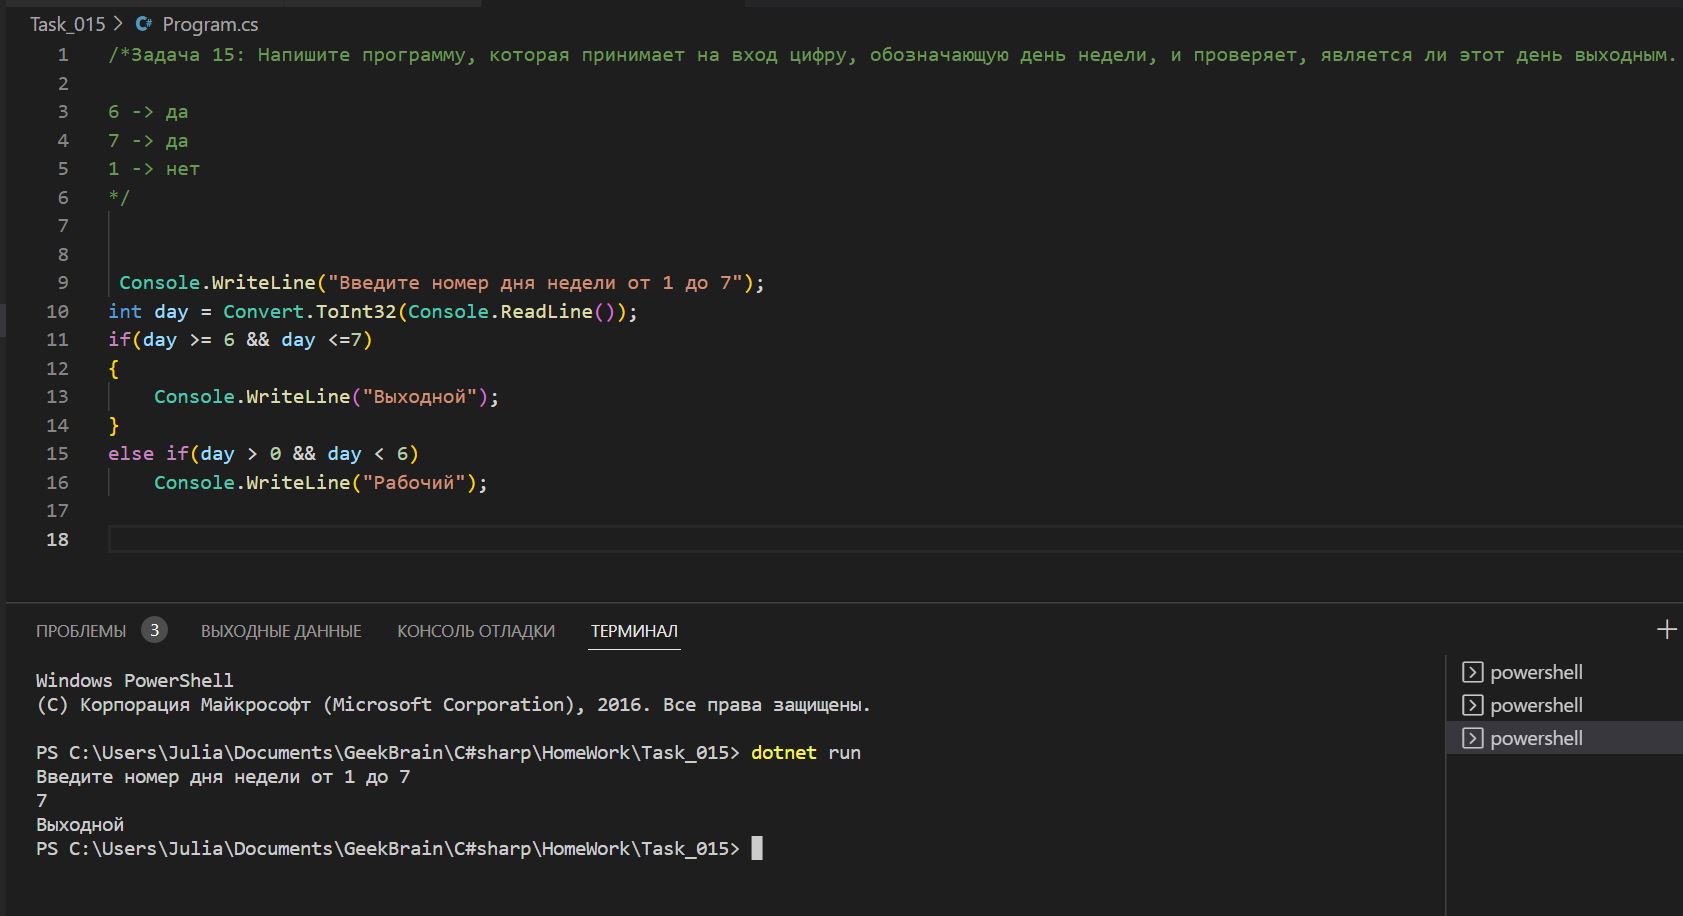 Task_015 > C# Program.cs
1 /*Задача 15: Напишите программу, которая принимает на вход цифру, обозначающую день недели, и проверяет, является ли этот день выходным.
2
3 6 -> да
4 7 -> да
5 1 -> нет
6 */
7
8
9 Console.WriteLine("Введите номер дня недели от 1 до 7");
10 int day = Convert.ToInt32(Console.ReadLine());
11 if(day >= 6 && day <=7)
12 {
13 Console.WriteLine("Выходной");
14 }
15 else if(day > 0 && day < 6)
16 Console.WriteLine("Рабочий");
17
18
ПРОБЛЕМЫ 3 ВЫХОДНЫЕ ДАННЫЕ КОНСОЛЬ ОТЛАДКИ ТЕРМИНАЛ
Windows PowerShell
(C) Корпорация Майкрософт (Microsoft Corporation), 2016. Все права защищены.
PS C:\Users\Julia\Documents\GeekBrain\C#sharp\HomeWork\Task_015> dotnet run
Введите номер дня недели от 1 до 7
7
Выходной
PS C:\Users\Julia\Documents\GeekBrain\C#sharp\HomeWork\Task_015>
powershell
powershell
powershell